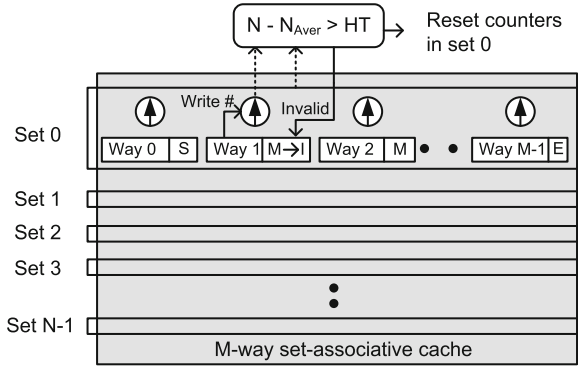 N - NAver > HT
Reset counters
in set 0
Write #
Invalid
Set 0
Way 0 S
Way 1 M→I
Way 2 M
Way M-1 E
Set 1
Set 2
Set 3
Set N-1
M-way set-associative cache